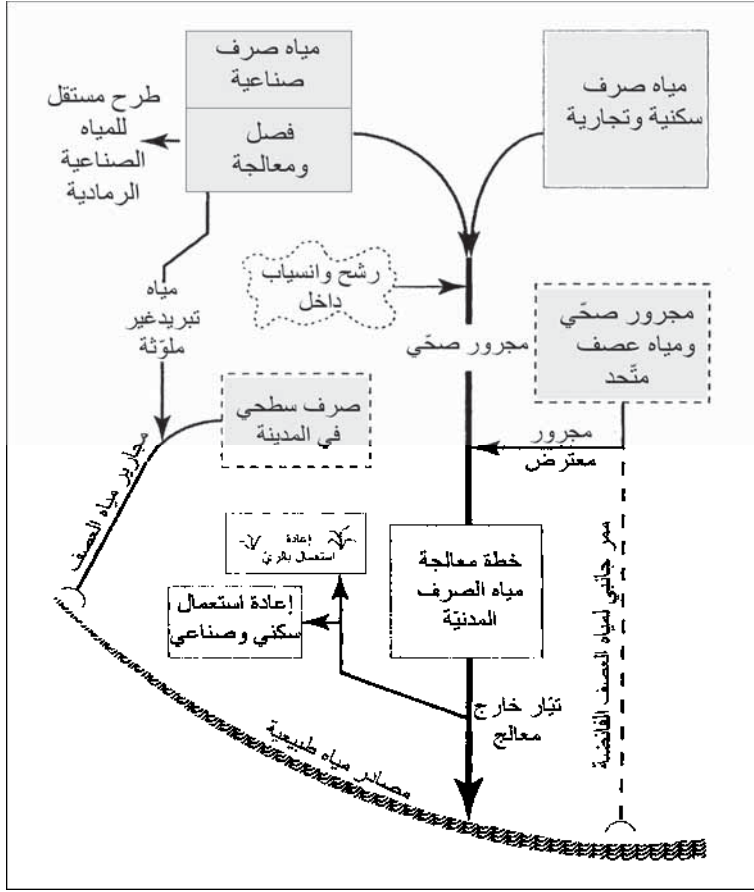 مياه صرف
صناعية
فصل
ومعالجة
مياه صرف
سكنية وتجارية
طرح مستقل
للمياه
الصناعية
الرمادية
رشح وانسياب
داخل
مياه
تبريدغير
ملوّثة
مجرور صحّي
مجرور صحّي
ومياه عصف
متّحد
صرف سطحي
في المدينة
مجرور
معترض
مجارير مياه العصف
إعادة
استعمال بالريّ
خطة معالجة
مياه الصرف
المدنيّة
إعادة استعمال
سكني وصناعي
ممر جانبي لمياه العصف الفائضة
تيّار خارج
معالج
مصادر مياه طبيعية